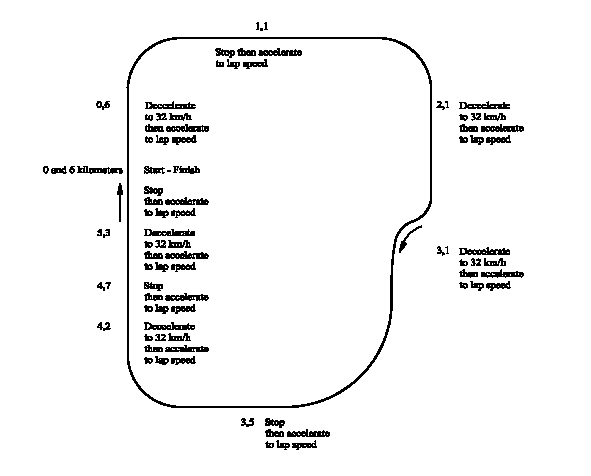 1,1
Stop then accelerate
to lap speed
0,6
Decelerate
to 32 km/h
then accelerate
to lap speed
2,1
Decelerate
to 32 km/h
then accelerate
to lap speed
0 and 6 kilometers
Start - Finish
Stop
then accelerate
to lap speed
5,3
Decelerate
to 32 km/h
then accelerate
to lap speed
3,1
Decelerate
to 32 km/h
then accelerate
to lap speed
4,7
Stop
then accelerate
to lap speed
4,2
Decelerate
to 32 km/h
then accelerate
to lap speed
3,5
Stop
then accelerate
to lap speed